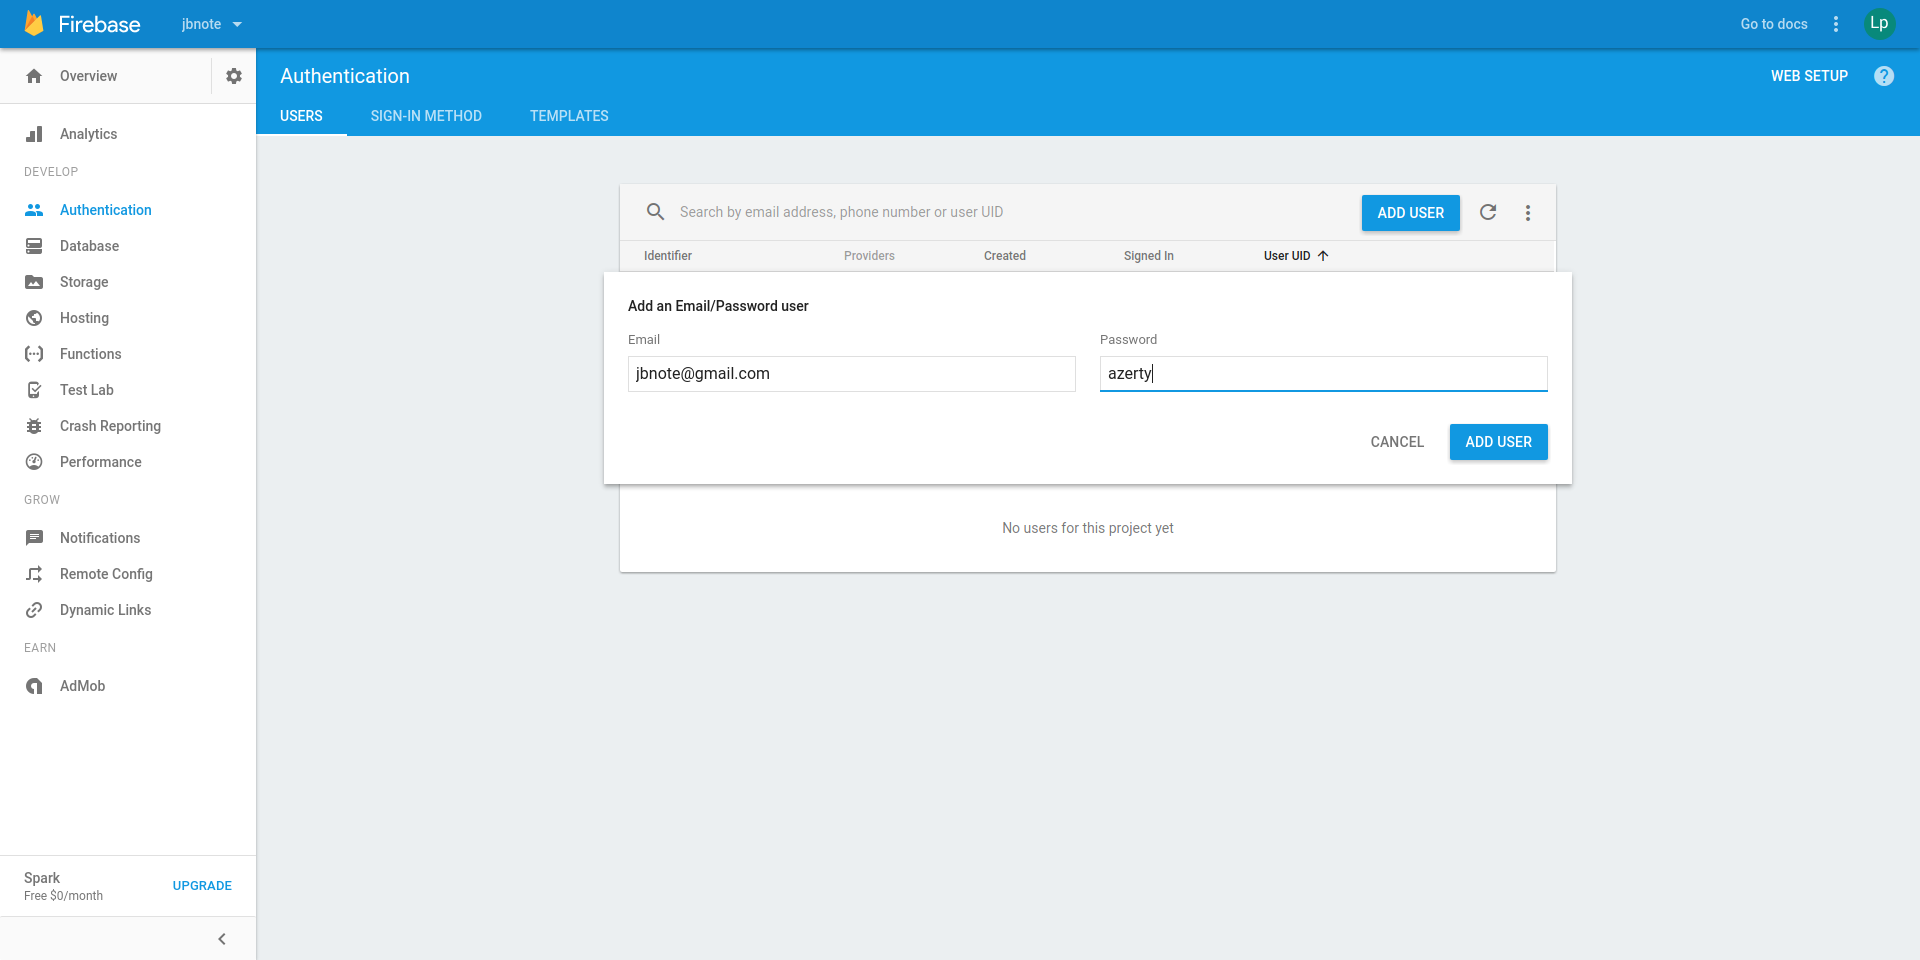 Firebase
jbnote
Go to docs
Lp
Overview
Authentication
WEB SETUP
?
USERS
SIGN-IN METHOD
TEMPLATES
Analytics
DEVELOP
Authentication
Database
Storage
Hosting
Functions
Test Lab
Crash Reporting
Performance
GROW
Notifications
Remote Config
Dynamic Links
EARN
AdMob
Spark
Free $0/month
UPGRADE
Search by email address, phone number or user UID
ADD USER
Identifier
Providers
Created
Signed In
User UID
Add an Email/Password user
Email
Password
jbnote@gmail.com
azerty
CANCEL
ADD USER
No users for this project yet